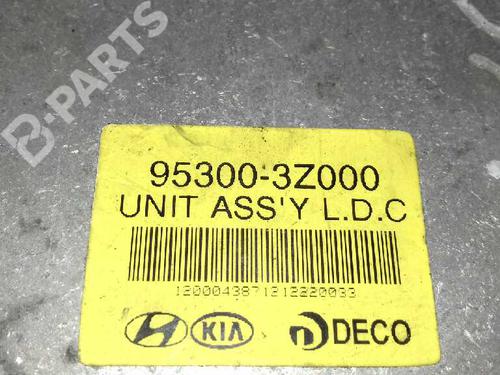 B-PARTS
95300-3Z000
UNIT ASS'Y L.D.C
1200043871212220033
KIA
DECO